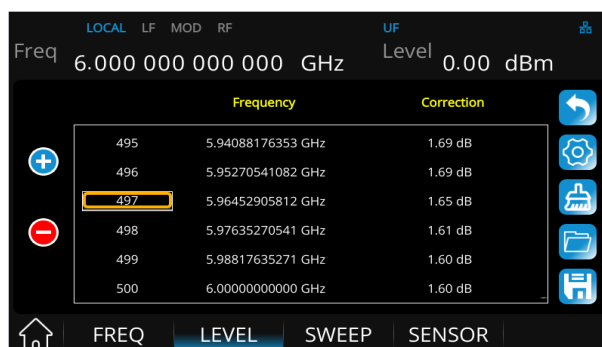 LOCAL LF MOD RF UF
Freq 6.000 000 000 000 GHz Level 0.00 dBm
Frequency Correction
495 5.94088176353 GHz 1.69 dB
496 5.95270541082 GHz 1.69 dB
497 5.96452905812 GHz 1.65 dB
498 5.97635270541 GHz 1.61 dB
499 5.98817635271 GHz 1.60 dB
500 6.00000000000 GHz 1.60 dB
FREQ LEVEL SWEEP SENSOR